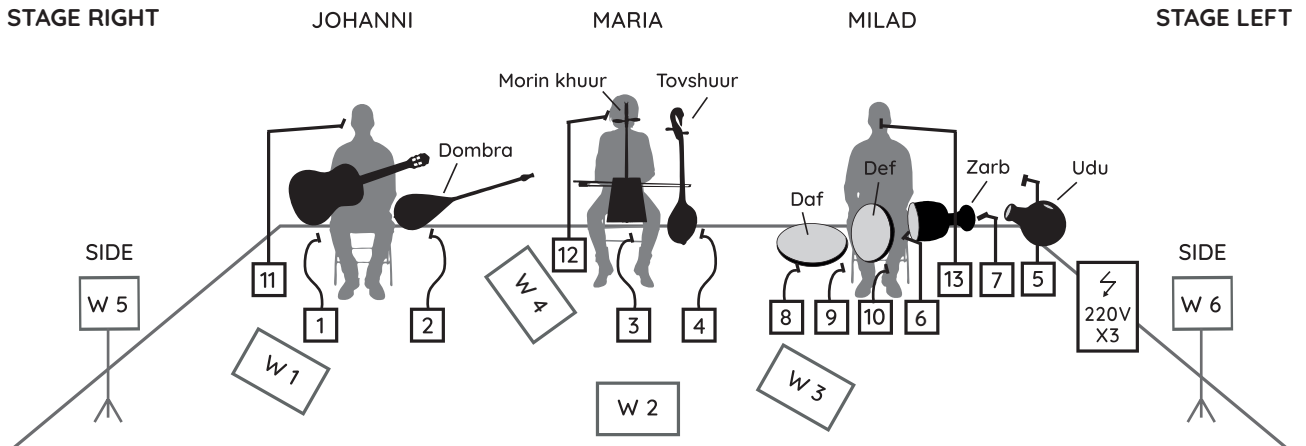 STAGE RIGHT
JOHANNI
MARIA
MILAD
STAGE LEFT
Morin khuur
Tovshuur
Dombra
Daf
Def
Zarb
Udu
SIDE
W 5
11
1
2
12
W 4
3
4
8
9
10
6
13
7
5
220V
X3
SIDE
W 6
W 1
W 2
W 3